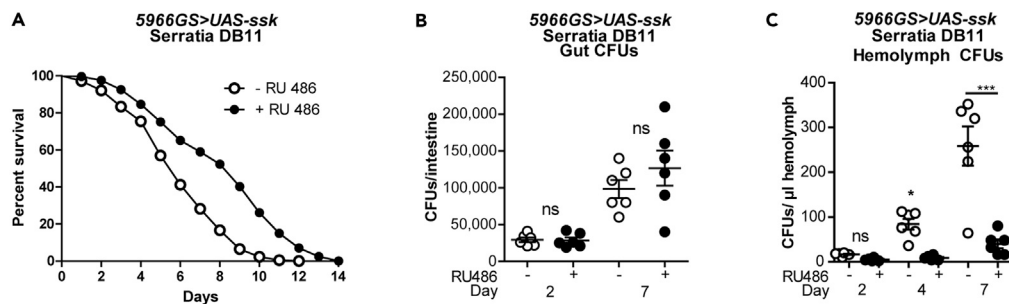 A
5966GS>UAS-ssk
Serratia DB11
- RU 486
+ RU 486
Percent survival
100
80
60
40
20
0
0 2 4 6 8 10 12 14
Days
B
5966GS>UAS-ssk
Serratia DB11
Gut CFUs
CFUs/intestine
250,000
200,000
150,000
100,000
50,000
0
ns
ns
RU486 - + - +
Day 2 7
C
5966GS>UAS-ssk
Serratia DB11
Hemolymph CFUs
CFUs/ µl hemolymph
400
300
200
100
0
ns
*
***
RU486 - + - + - +
Day 2 4 7